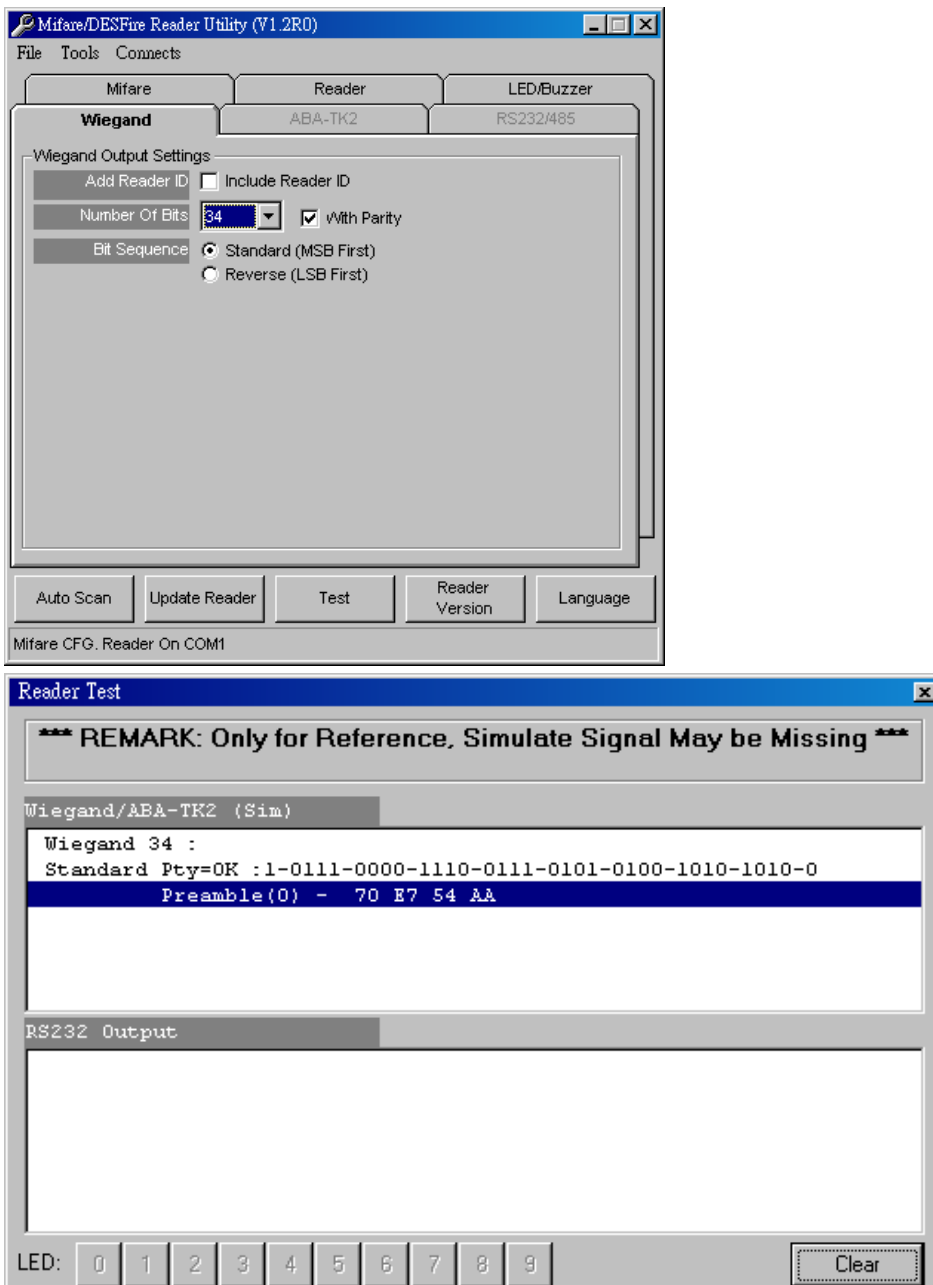 Mifare/DESFire Reader Utility (V1.2R0)
File Tools Connects
Mifare Reader LED/Buzzer
Wiegand ABA-TK2 RS232/485
Wiegand Output Settings
Add Reader ID Include Reader ID
Number Of Bits 34 With Parity
Bit Sequence Standard (MSB First)
Reverse (LSB First)
Auto Scan Update Reader Test Reader Version Language
Mifare CFG. Reader On COM1
Reader Test
*** REMARK: Only for Reference, Simulate Signal May be Missing ***
Wiegand/ABA-TK2 (Sim)
Wiegand 34 :
Standard Pty=OK :1-0111-0000-1110-0111-0101-0100-1010-1010-0
Preamble(0) - 70 E7 54 AA
RS232 Output
LED: 0 1 2 3 4 5 6 7 8 9 Clear